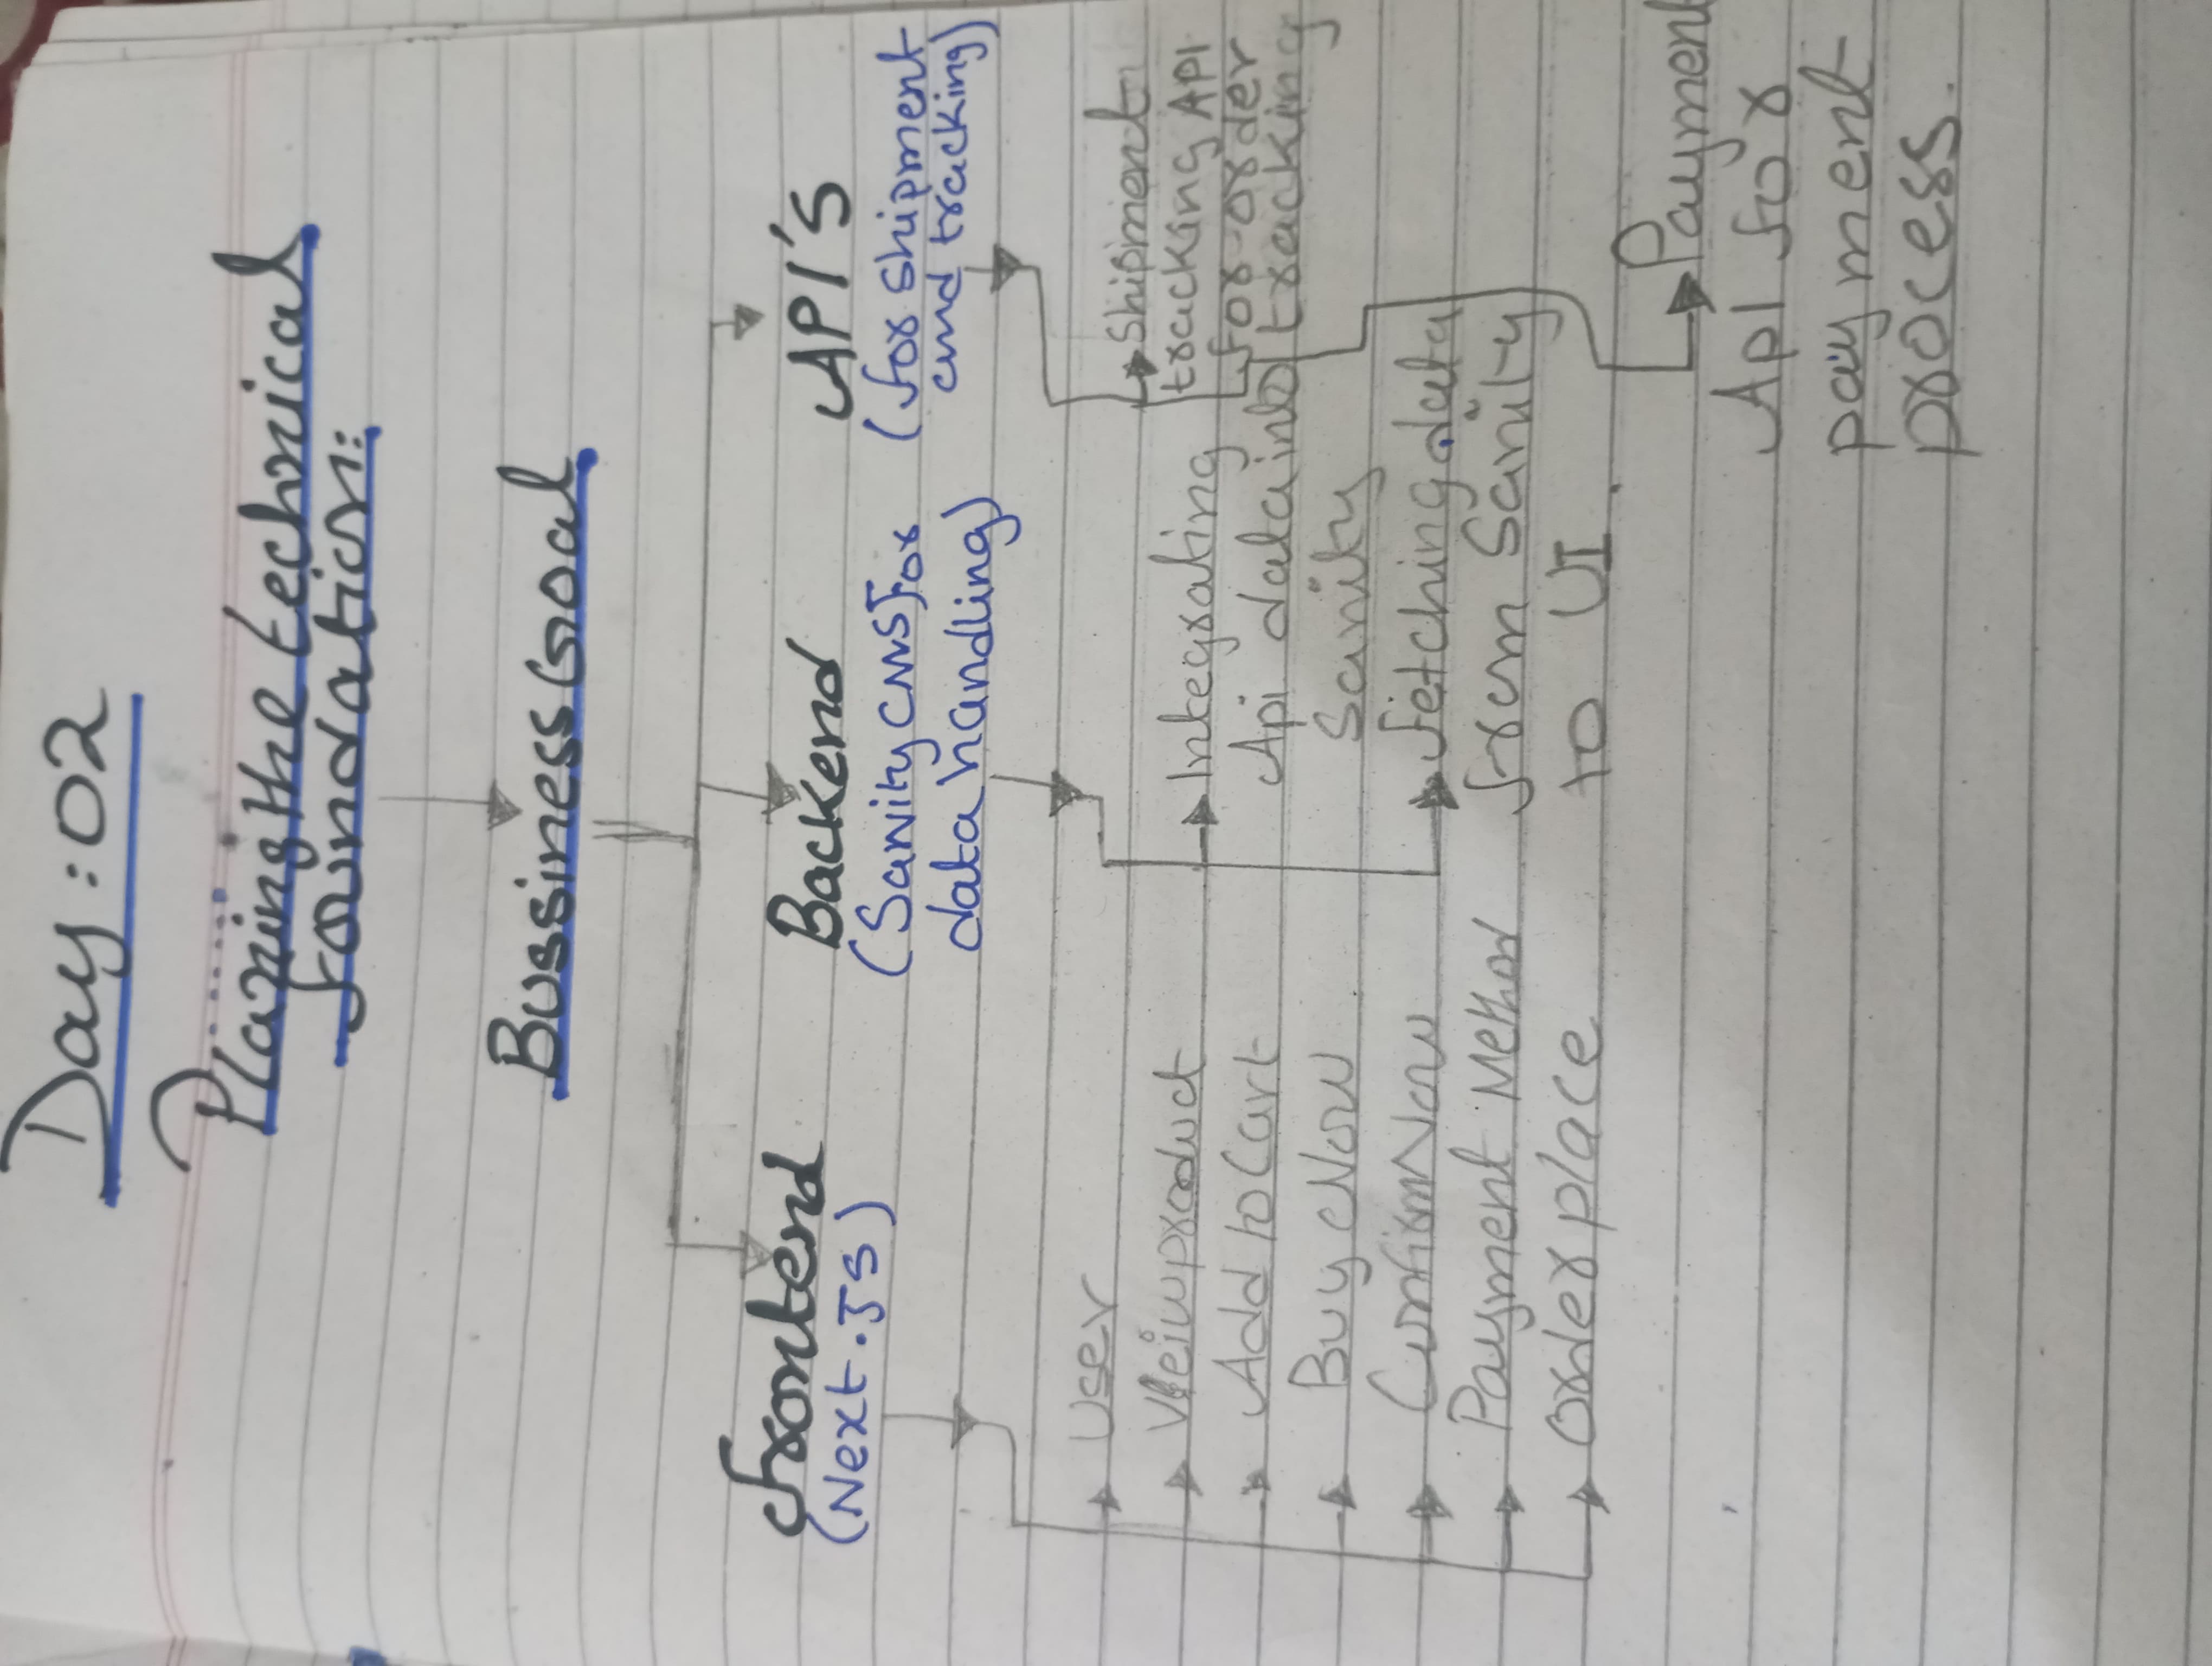 Day:02
Planing the technical
foundation:
Bussiness Goal
Frontend
(Next.Js)
User
Vieiw product
Add to Cart
Buy Now
Confirm Now
Payment Method
Order place
Backend
(Sanity CMS For
data handling)
Integrating
Api data into
Sanity
fetching data
from Sanity
to UI
API's
(for shipment
and tracking)
Shipment
tracking API
for order
tracking
Payment
Api for
payment
process.